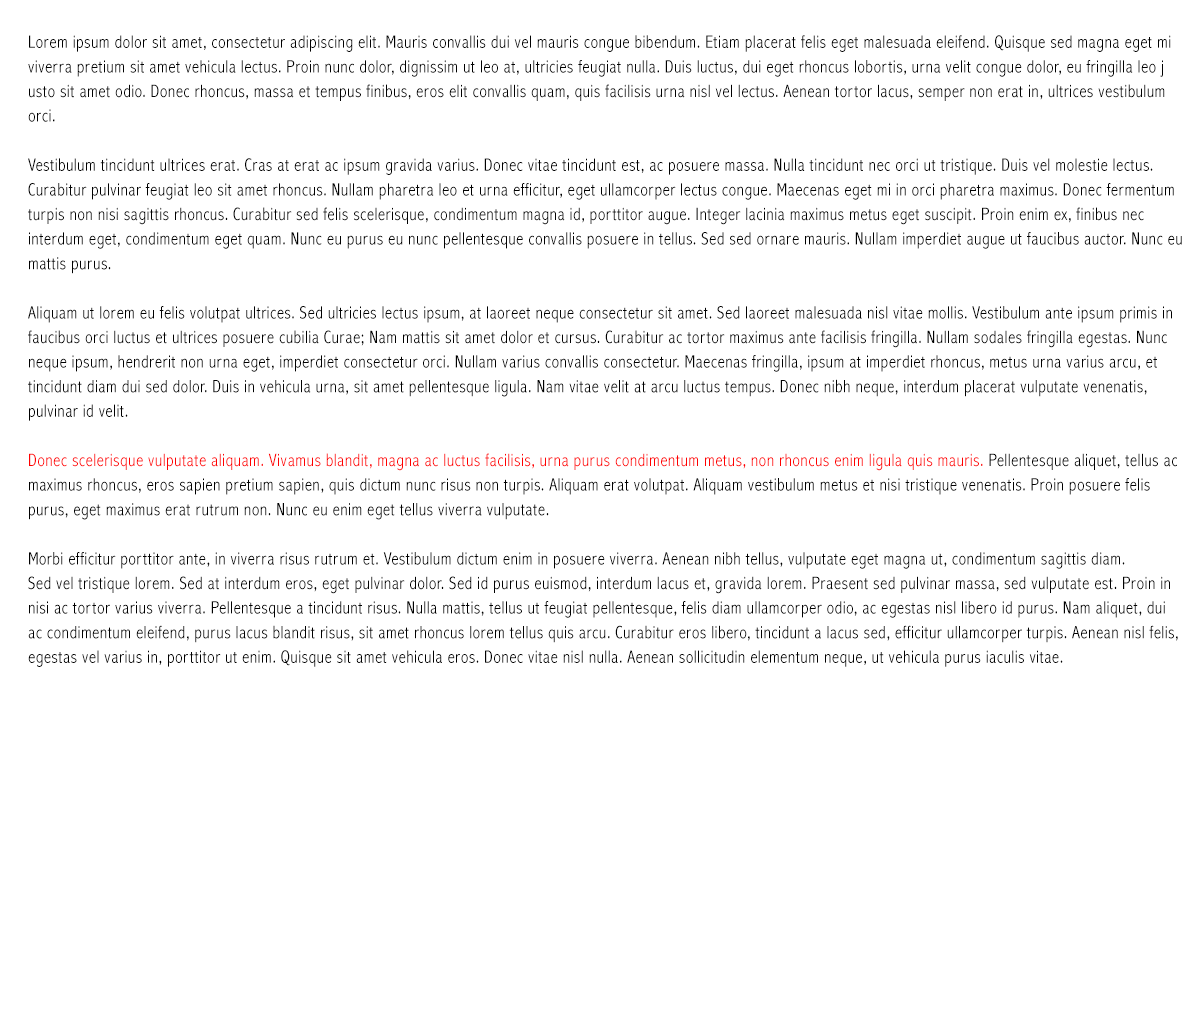 Lorem ipsum dolor sit amet, consectetur adipiscing elit. Mauris convallis dui vel mauris congue bibendum. Etiam placerat felis eget malesuada eleifend. Quisque sed magna eget mi
viverra pretium sit amet vehicula lectus. Proin nunc dolor, dignissim ut leo at, ultricies feugiat nulla. Duis luctus, dui eget rhoncus lobortis, urna velit congue dolor, eu fringilla leo j
usto sit amet odio. Donec rhoncus, massa et tempus finibus, eros elit convallis quam, quis facilisis urna nisl vel lectus. Aenean tortor lacus, semper non erat in, ultrices vestibulum
orci.
Vestibulum tincidunt ultrices erat. Cras at erat ac ipsum gravida varius. Donec vitae tincidunt est, ac posuere massa. Nulla tincidunt nec orci ut tristique. Duis vel molestie lectus.
Curabitur pulvinar feugiat leo sit amet rhoncus. Nullam pharetra leo et urna efficitur, eget ullamcorper lectus congue. Maecenas eget mi in orci pharetra maximus. Donec fermentum
turpis non nisi sagittis rhoncus. Curabitur sed felis scelerisque, condimentum magna id, porttitor augue. Integer lacinia maximus metus eget suscipit. Proin enim ex, finibus nec
interdum eget, condimentum eget quam. Nunc eu purus eu nunc pellentesque convallis posuere in tellus. Sed sed ornare mauris. Nullam imperdiet augue ut faucibus auctor. Nunc eu
mattis purus.
Aliquam ut lorem eu felis volutpat ultrices. Sed ultricies lectus ipsum, at laoreet neque consectetur sit amet. Sed laoreet malesuada nisl vitae mollis. Vestibulum ante ipsum primis in
faucibus orci luctus et ultrices posuere cubilia Curae; Nam mattis sit amet dolor et cursus. Curabitur ac tortor maximus ante facilisis fringilla. Nullam sodales fringilla egestas. Nunc
neque ipsum, hendrerit non urna eget, imperdiet consectetur orci. Nullam varius convallis consectetur. Maecenas fringilla, ipsum at imperdiet rhoncus, metus urna varius arcu, et
tincidunt diam dui sed dolor. Duis in vehicula urna, sit amet pellentesque ligula. Nam vitae velit at arcu luctus tempus. Donec nibh neque, interdum placerat vulputate venenatis,
pulvinar id velit.
Donec scelerisque vulputate aliquam. Vivamus blandit, magna ac luctus facilisis, urna purus condimentum metus, non rhoncus enim ligula quis mauris. Pellentesque aliquet, tellus ac
maximus rhoncus, eros sapien pretium sapien, quis dictum nunc risus non turpis. Aliquam erat volutpat. Aliquam vestibulum metus et nisi tristique venenatis. Proin posuere felis
purus, eget maximus erat rutrum non. Nunc eu enim eget tellus viverra vulputate.
Morbi efficitur porttitor ante, in viverra risus rutrum et. Vestibulum dictum enim in posuere viverra. Aenean nibh tellus, vulputate eget magna ut, condimentum sagittis diam.
Sed vel tristique lorem. Sed at interdum eros, eget pulvinar dolor. Sed id purus euismod, interdum lacus et, gravida lorem. Praesent sed pulvinar massa, sed vulputate est. Proin in
nisi ac tortor varius viverra. Pellentesque a tincidunt risus. Nulla mattis, tellus ut feugiat pellentesque, felis diam ullamcorper odio, ac egestas nisl libero id purus. Nam aliquet, dui
ac condimentum eleifend, purus lacus blandit risus, sit amet rhoncus lorem tellus quis arcu. Curabitur eros libero, tincidunt a lacus sed, efficitur ullamcorper turpis. Aenean nisl felis,
egestas vel varius in, porttitor ut enim. Quisque sit amet vehicula eros. Donec vitae nisl nulla. Aenean sollicitudin elementum neque, ut vehicula purus iaculis vitae.